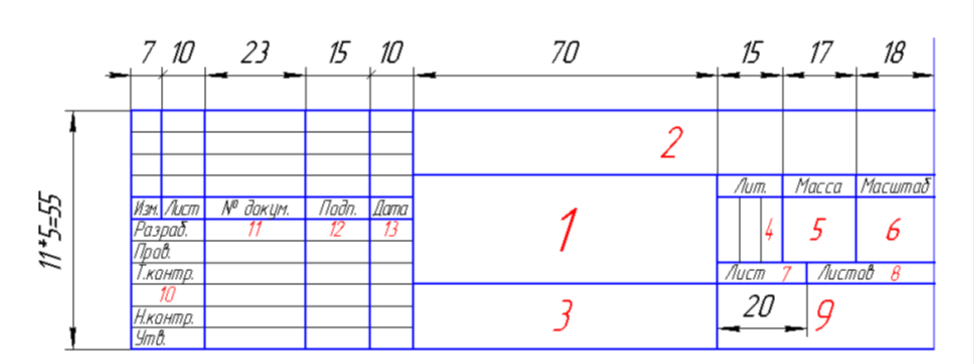 7 10 23 15 10 70 15 17 18
11*5=55
2
Лит. Масса Масштаб
Изм. Лист № докум. Подп. Дата
Разраб. 11 12 13
1
4 5 6
Пров.
Т.контр.
Лист 7 Листов 8
10
Н.контр.
3
20 9
Утв.